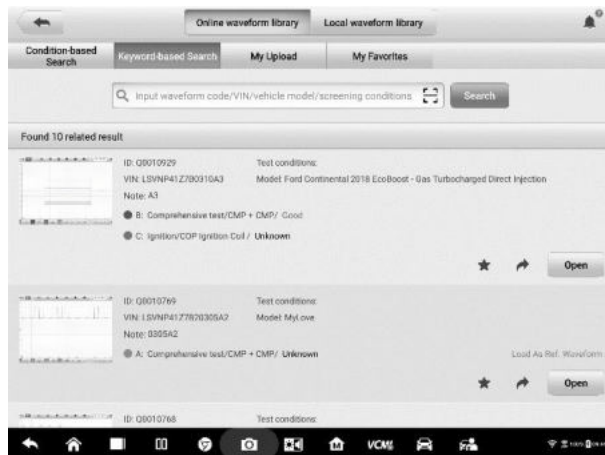 Online waveform library Local waveform library
Condition-based Search Keyword-based Search My Upload My Favorites
Input waveform code/VIN/vehicle model/screening conditions Search
Found 10 related result
ID: Q0010929 Test conditions:
VIN: LSVNP41Z7B0310A3 Model: Ford Continental 2018 EcoBoost - Gas Turbocharged Direct Injection
Note: A3
B: Comprehensive test/CMP + CMP/ Good
C: Ignition/COP Ignition Coil / Unknown
Open
ID: Q0010769 Test conditions:
VIN: LSVNP41Z7B20305A2 Model: MyLove
Note: 0305A2
A: Comprehensive test/CMP + CMP/ Unknown
Load As Ref. Waveform
Open
ID: Q0010768 Test conditions:
VCMI